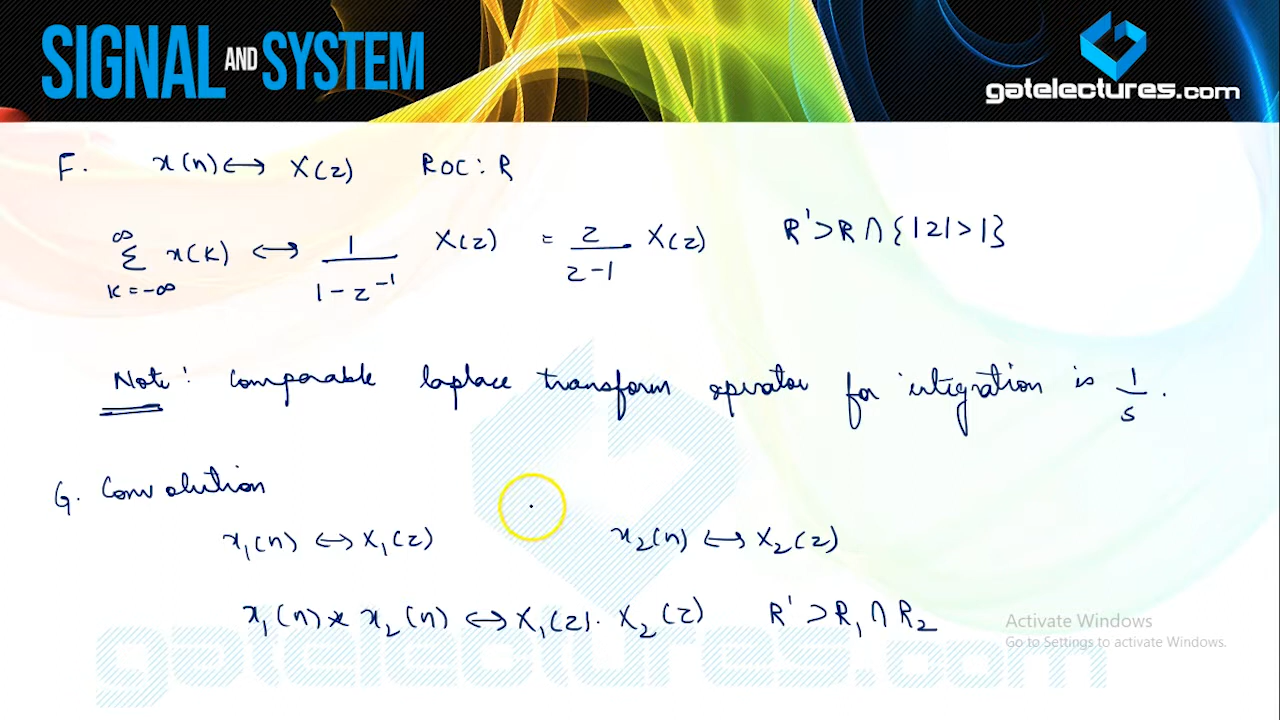 SIGNAL AND SYSTEM
gatelectures.com
F. x(n) ↔ X(z) ROC : R
∞
Σ x(k) ↔ 1 / (1 - z⁻¹) X(z) = z / (z-1) X(z) R' > R ∩ {|z| > 1}
k = -∞
Note : comparable laplace transform operator for integration is 1/s .
G. Convolution
x₁(n) ↔ X₁(z) x₂(n) ↔ X₂(z)
x₁(n) * x₂(n) ↔ X₁(z) . X₂(z) R' > R₁ ∩ R₂
Activate Windows
Go to Settings to activate Windows.
gatelectures.com